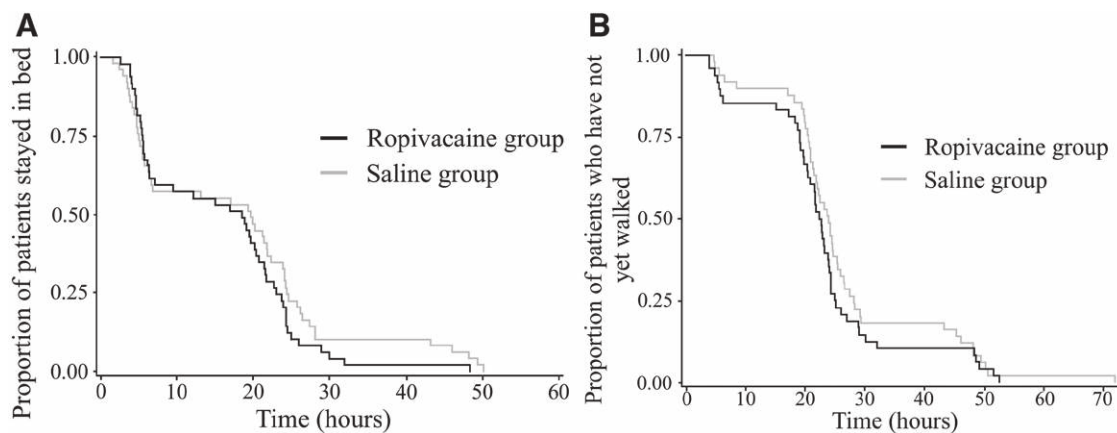 A
Proportion of patients stayed in bed
1.00
0.75
0.50
0.25
0.00
0 10 20 30 40 50 60
Time (hours)
Ropivacaine group
Saline group
B
Proportion of patients who have not
yet walked
1.00
0.75
0.50
0.25
0.00
0 10 20 30 40 50 60 70
Time (hours)
Ropivacaine group
Saline group